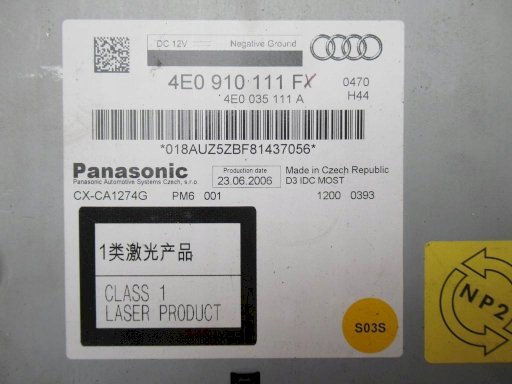 DC 12V Negative Ground
4E0 910 111 FX 0470
4E0 035 111 A H44
*018AUZ5ZBF81437056*
Panasonic Production date Made in Czech Republic
Panasonic Automotive Systems Czech, s.r.o. 23.06.2006 D3 IDC MOST
CX-CA1274G PM6 001 1200 0393
1类激光产品
CLASS 1
LASER PRODUCT
S03S
NP2